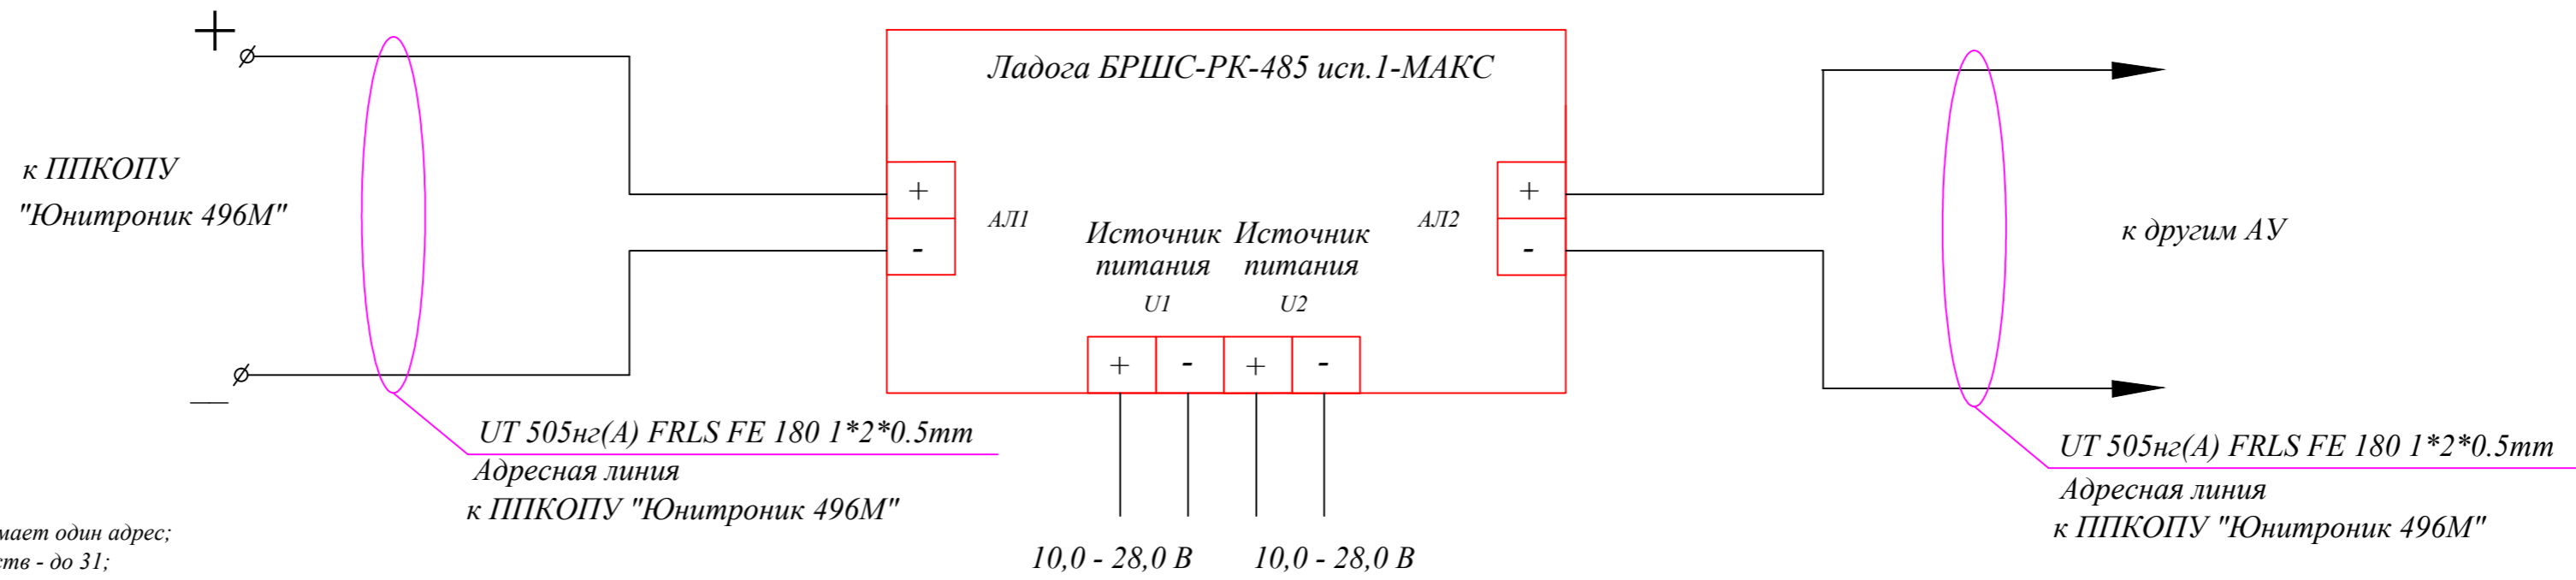 +
Ладога БРШС-РК-485 исп.1-МАКС
к ППКОПУ
"Юнитроник 496М"
+
-
АЛ1
Источник питания
U1
Источник питания
U2
АЛ2
+
-
к другим АУ
+ - + -
—
UT 505нг(А) FRLS FE 180 1*2*0.5mm
Адресная линия
к ППКОПУ "Юнитроник 496М"
UT 505нг(А) FRLS FE 180 1*2*0.5mm
Адресная линия
к ППКОПУ "Юнитроник 496М"
один адрес;
- до 31;
10,0 - 28,0 В
10,0 - 28,0 В